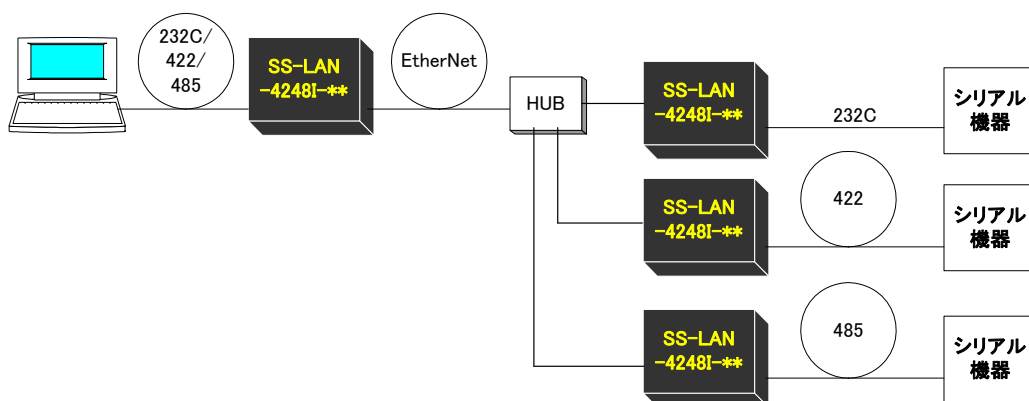 232C/
422/
485
SS-LAN
-4248I-**
EtherNet
HUB
SS-LAN
-4248I-**
232C
シリアル
機器
SS-LAN
-4248I-**
422
シリアル
機器
SS-LAN
-4248I-**
485
シリアル
機器